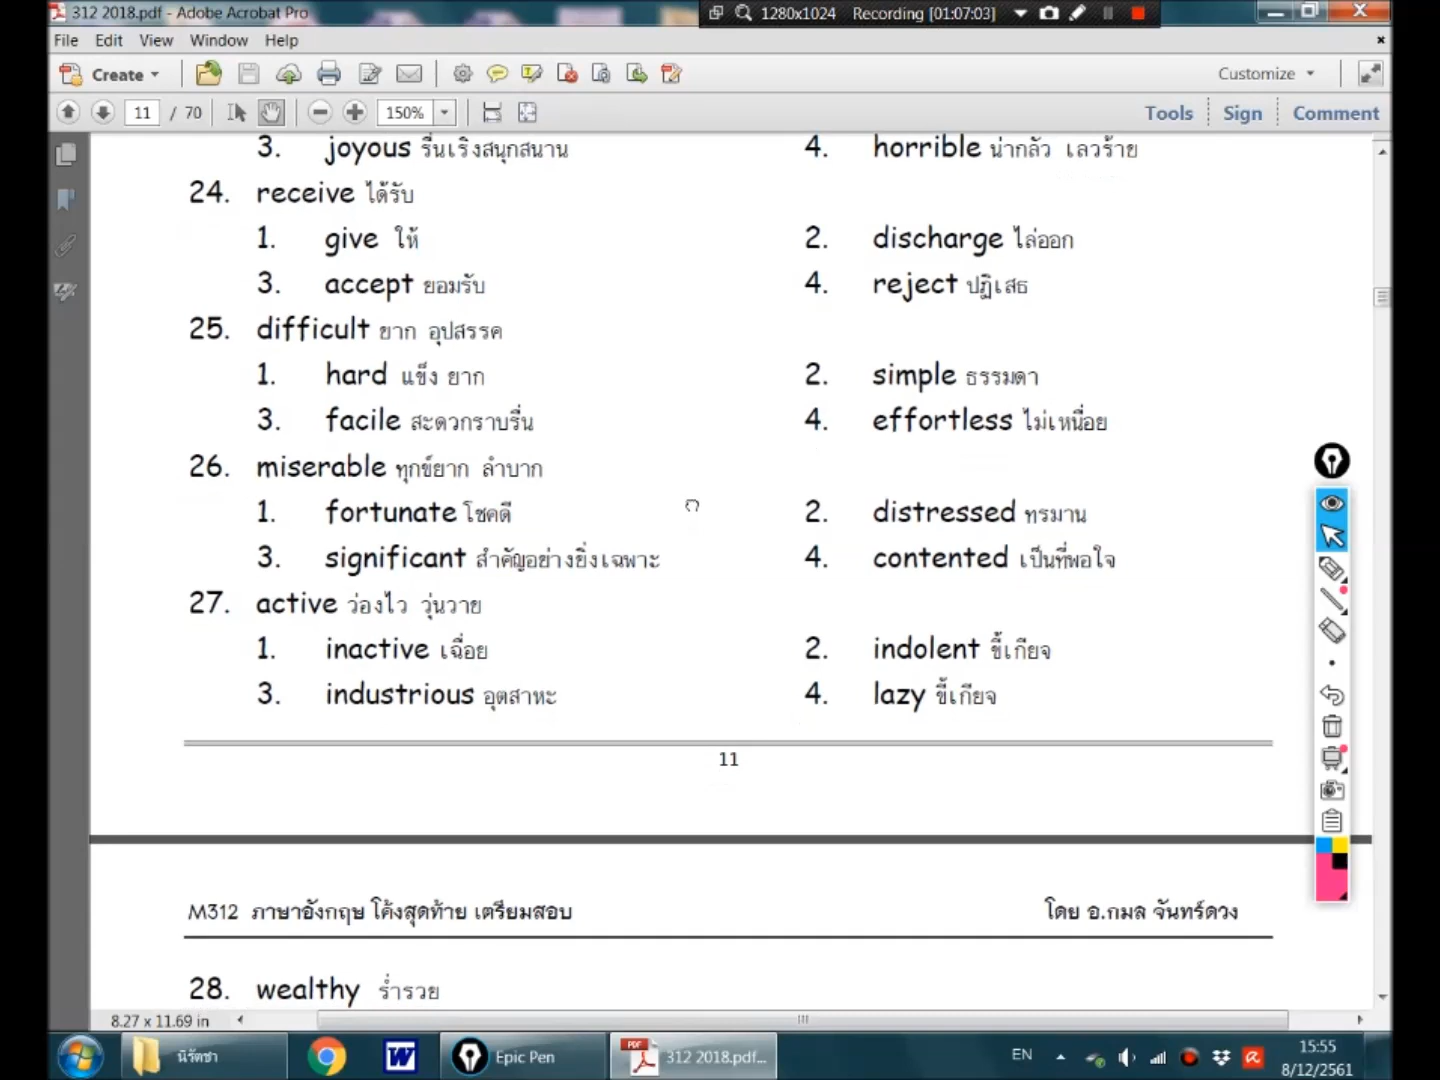 312 2018.pdf - Adobe Acrobat Pro
1280x1024 Recording [01:07:03]
File Edit View Window Help
Create Customize
11 / 70 150% Tools Sign Comment
3. joyous รื่นเริงสนุกสนาน 4. horrible น่ากลัว เลวร้าย
24. receive ได้รับ
1. give ให้ 2. discharge ไล่ออก
3. accept ยอมรับ 4. reject ปฏิเสธ
25. difficult ยาก อุปสรรค
1. hard แข็ง ยาก 2. simple ธรรมดา
3. facile สะดวกราบรื่น 4. effortless ไม่เหนื่อย
26. miserable ทุกข์ยาก ลำบาก
1. fortunate โชคดี 2. distressed ทรมาน
3. significant สำคัญอย่างยิ่งเฉพาะ 4. contented เป็นที่พอใจ
27. active ว่องไว วุ่นวาย
1. inactive เฉื่อย 2. indolent ขี้เกียจ
3. industrious อุตสาหะ 4. lazy ขี้เกียจ
11
M312 ภาษาอังกฤษ โค้งสุดท้าย เตรียมสอบ โดย อ.กมล จันทร์ดวง
28. wealthy ร่ำรวย
8.27 x 11.69 in
นิรัตชา Epic Pen 312 2018.pdf... EN 15:55
8/12/2561